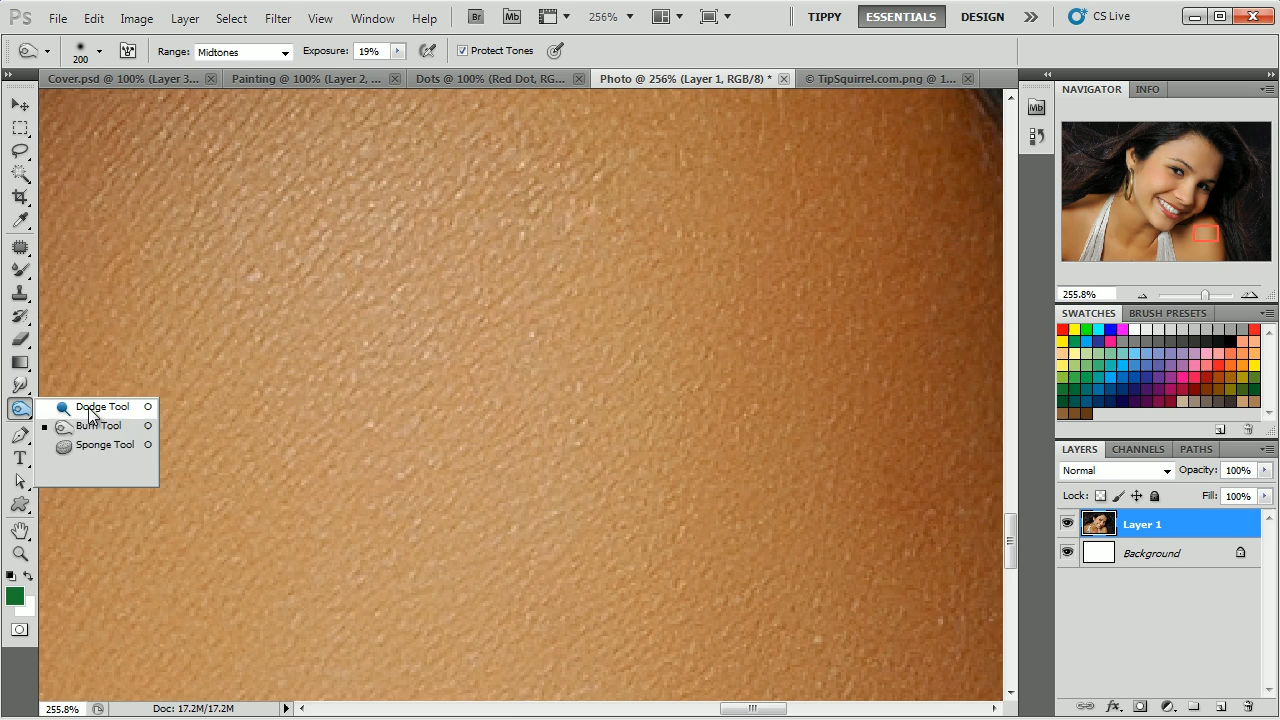 Ps File Edit Image Layer Select Filter View Window Help Br Mb 256% TIPPY ESSENTIALS DESIGN CS Live
200 Range: Midtones Exposure: 19% Protect Tones
Cover.psd @ 100% (Layer 3... Painting @ 100% (Layer 2, ... Dots @ 100% (Red Dot, RG... Photo @ 256% (Layer 1, RGB/8) * © TipSquirrel.com.png @ 1...
NAVIGATOR INFO
Mb
255.8%
SWATCHES BRUSH PRESETS
Dodge Tool O
Burn Tool O
Sponge Tool O
LAYERS CHANNELS PATHS
Normal Opacity: 100%
Lock: Fill: 100%
Layer 1
Background
T
fx
255.8% Doc: 17.2M/17.2M